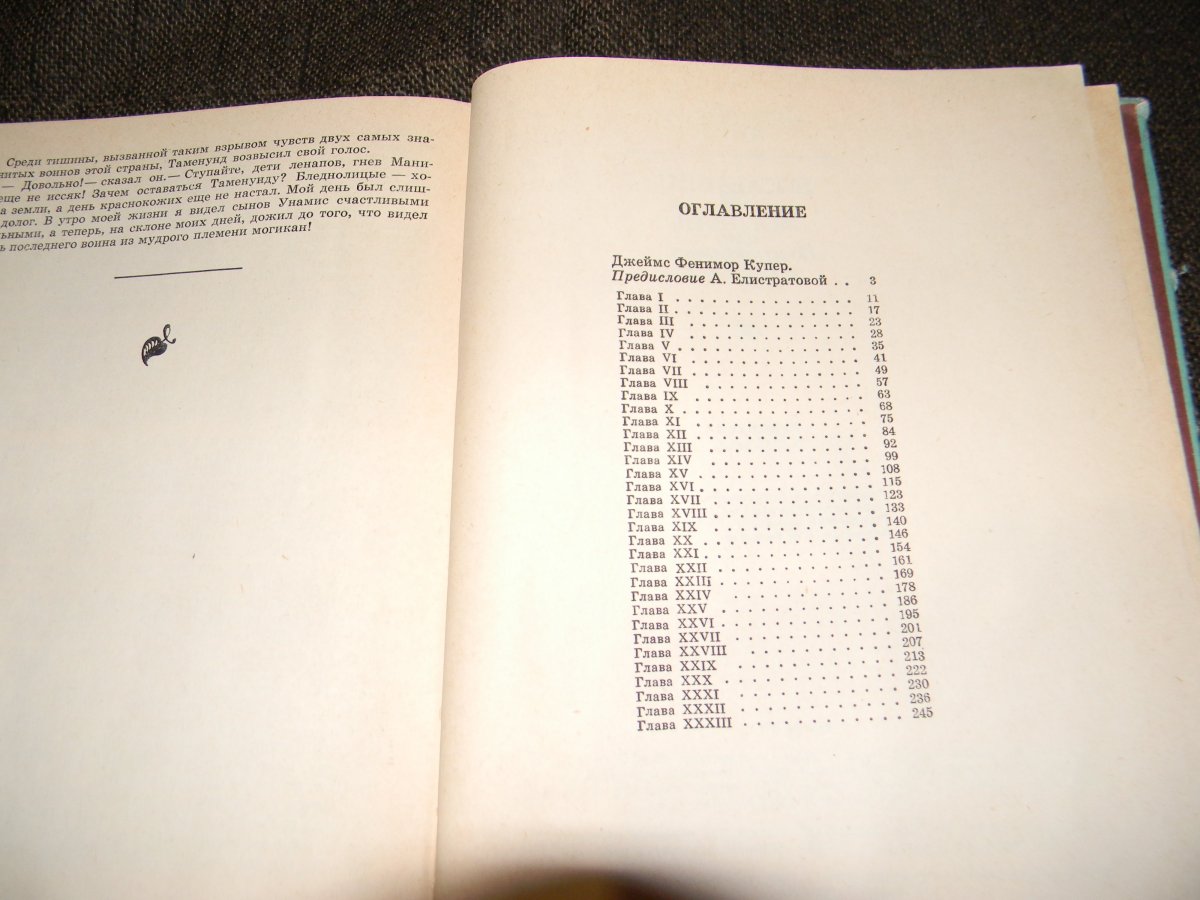 Среди тишины, вызванной таким взрывом чувств двух самых зна-
нитых воинов этой страны, Таменунд возвысил свой голос.
— Довольно!— сказал он.— Ступайте, дети ленапов, гнев Мани-
еще не иссяк! Зачем оставаться Таменунду? Бледнолицые — хо-
а земли, а день краснокожих еще не настал. Мой день был слиш-
долог. В утро моей жизни я видел сынов Унамис счастливыми
льными, а теперь, на склоне моих дней, дожил до того, что видел
ь последнего воина из мудрого племени могикан!
ОГЛАВЛЕНИЕ
Джеймс Фенимор Купер.
Предисловие А. Елистратовой . . 3
Глава I . . . . . . . . . . . . . . 11
Глава II . . . . . . . . . . . . . . 17
Глава III . . . . . . . . . . . . . 23
Глава IV . . . . . . . . . . . . . 28
Глава V . . . . . . . . . . . . . . 35
Глава VI . . . . . . . . . . . . . 41
Глава VII . . . . . . . . . . . . . 49
Глава VIII . . . . . . . . . . . . 57
Глава IX . . . . . . . . . . . . . 63
Глава X . . . . . . . . . . . . . . 68
Глава XI . . . . . . . . . . . . . 75
Глава XII . . . . . . . . . . . . . 84
Глава XIII . . . . . . . . . . . . 92
Глава XIV . . . . . . . . . . . . 99
Глава XV . . . . . . . . . . . . . 108
Глава XVI . . . . . . . . . . . . . 115
Глава XVII . . . . . . . . . . . . 123
Глава XVIII . . . . . . . . . . . . 133
Глава XIX . . . . . . . . . . . . 140
Глава XX . . . . . . . . . . . . . 146
Глава XXI . . . . . . . . . . . . . 154
Глава XXII . . . . . . . . . . . . 161
Глава XXIII . . . . . . . . . . . . 169
Глава XXIV . . . . . . . . . . . 178
Глава XXV . . . . . . . . . . . . 186
Глава XXVI . . . . . . . . . . . . 195
Глава XXVII . . . . . . . . . . . 201
Глава XXVIII . . . . . . . . . . 207
Глава XXIX . . . . . . . . . . . 213
Глава XXX . . . . . . . . . . . . 222
Глава XXXI . . . . . . . . . . . 230
Глава XXXII . . . . . . . . . . . 236
Глава XXXIII . . . . . . . . . . . 245